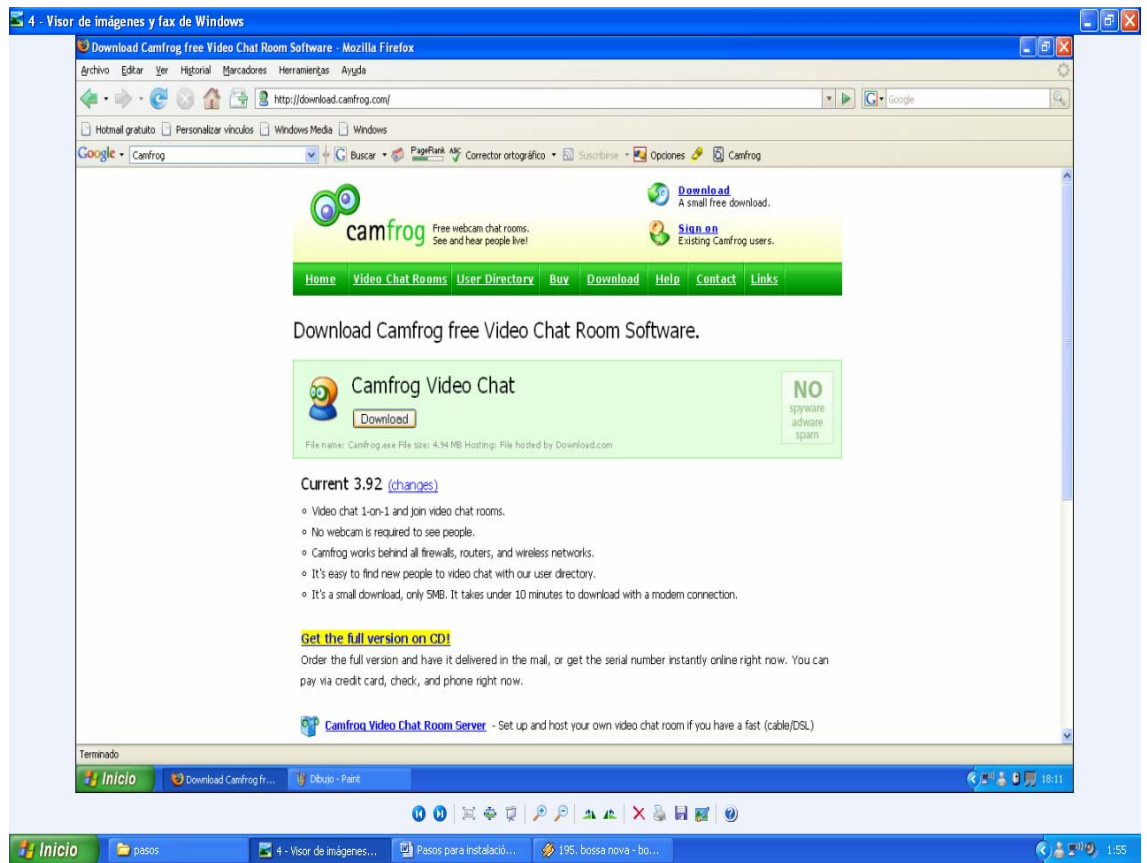 4 - Visor de imágenes y fax de Windows
Download Camfrog free Video Chat Room Software - Mozilla Firefox
Archivo Editar Ver Historial Marcadores Herramientas Ayuda
http://download.camfrog.com/ Google
Hotmail gratuito Personalizar vínculos Windows Media Windows
Google Camfrog Buscar PageRank ABC Corrector ortográfico Suscribirse Opciones Camfrog
Download
A small free download.
camfrog Free webcam chat rooms.
See and hear people live!
Sign on
Existing Camfrog users.
Home Video Chat Rooms User Directory Buy Download Help Contact Links
Download Camfrog free Video Chat Room Software.
Camfrog Video Chat
Download
File name: Camfrog.exe File size: 4.94 MB Hosting: File hosted by Download.com
NO
spyware
adware
spam
Current 3.92 (changes)
Video chat 1-on-1 and join video chat rooms.
No webcam is required to see people.
Camfrog works behind all firewalls, routers, and wireless networks.
It's easy to find new people to video chat with our user directory.
It's a small download, only 5MB. It takes under 10 minutes to download with a modem connection.
Get the full version on CD!
Order the full version and have it delivered in the mail, or get the serial number instantly online right now. You can
pay via credit card, check, and phone right now.
Camfrog Video Chat Room Server - Set up and host your own video chat room if you have a fast (cable/DSL)
Terminado
Inicio Download Camfrog fr... Dibujo - Paint 18:11
Inicio pasos 4 - Visor de imágenes... Pasos para instalació... 195. bossa nova - bo... 1:55